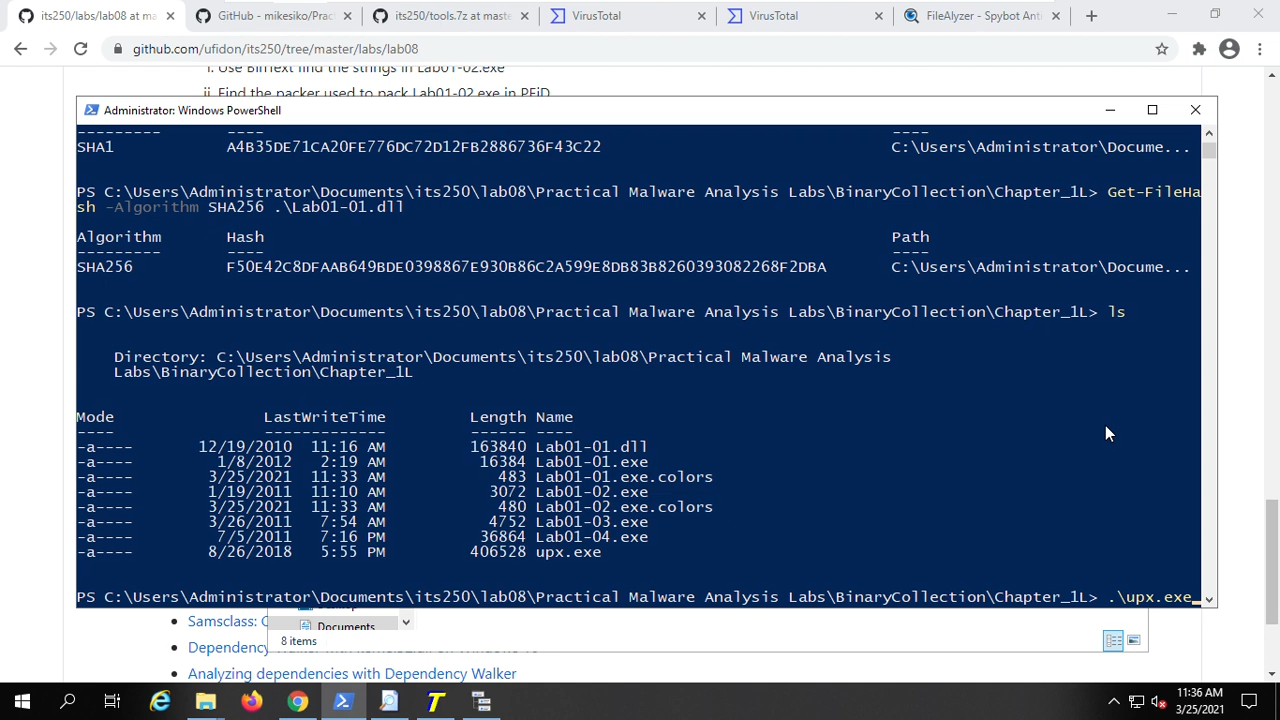 its250/labs/lab08 at ma
GitHub - mikesiko/Prac
its250/tools.7z at maste
VirusTotal
VirusTotal
FileAlyzer - Spybot Anti
github.com/ufidon/its250/tree/master/labs/lab08
i. Use BinText find the strings in Lab01-02.exe
ii. Find the packer used to pack Lab01-02.exe in PEiD
Administrator: Windows PowerShell
--------- ---- ----
SHA1 A4B35DE71CA20FE776DC72D12FB2886736F43C22 C:\Users\Administrator\Docume...
PS C:\Users\Administrator\Documents\its250\lab08\Practical Malware Analysis Labs\BinaryCollection\Chapter_1L> Get-FileHa
sh -Algorithm SHA256 .\Lab01-01.dll
Algorithm Hash Path
--------- ---- ----
SHA256 F50E42C8DFAAB649BDE0398867E930B86C2A599E8DB83B8260393082268F2DBA C:\Users\Administrator\Docume...
PS C:\Users\Administrator\Documents\its250\lab08\Practical Malware Analysis Labs\BinaryCollection\Chapter_1L> ls
Directory: C:\Users\Administrator\Documents\its250\lab08\Practical Malware Analysis
Labs\BinaryCollection\Chapter_1L
Mode LastWriteTime Length Name
---- ------------- ------ ----
-a---- 12/19/2010 11:16 AM 163840 Lab01-01.dll
-a---- 1/8/2012 2:19 AM 16384 Lab01-01.exe
-a---- 3/25/2021 11:33 AM 483 Lab01-01.exe.colors
-a---- 1/19/2011 11:10 AM 3072 Lab01-02.exe
-a---- 3/25/2021 11:33 AM 480 Lab01-02.exe.colors
-a---- 3/26/2011 7:54 AM 4752 Lab01-03.exe
-a---- 7/5/2011 7:16 PM 36864 Lab01-04.exe
-a---- 8/26/2018 5:55 PM 406528 upx.exe
PS C:\Users\Administrator\Documents\its250\lab08\Practical Malware Analysis Labs\BinaryCollection\Chapter_1L> .\upx.exe
Documents
Samsclass:
8 items
Dependency
Analyzing dependencies with Dependency Walker
11:36 AM
3/25/2021